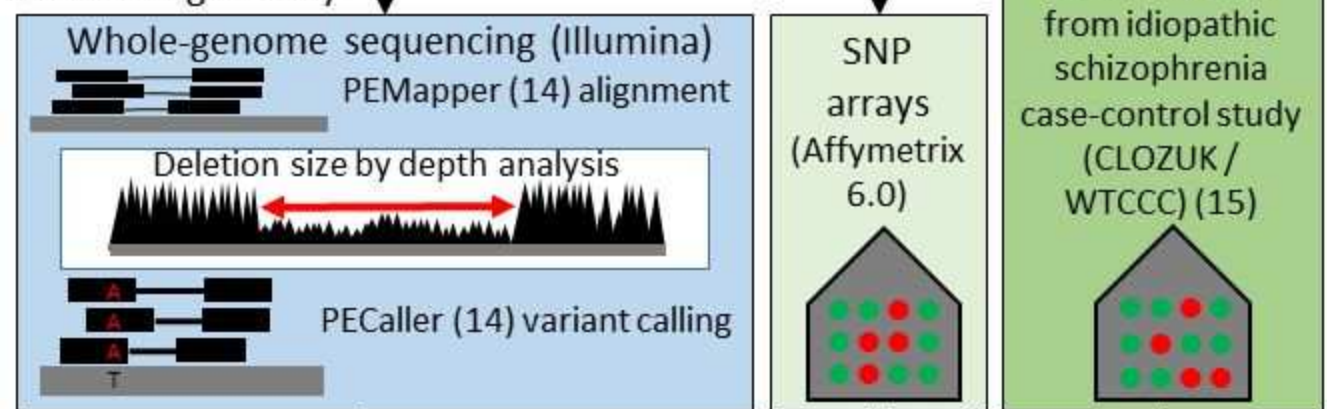 Whole-genome sequencing (Illumina)
PEMapper (14) alignment
Deletion size by depth analysis
A
A
PECaller (14) variant calling
A
T
SNP
arrays
(Affymetrix
6.0)
from idiopathic
schizophrenia
case-control study
(CLOZUK /
WTCCC) (15)